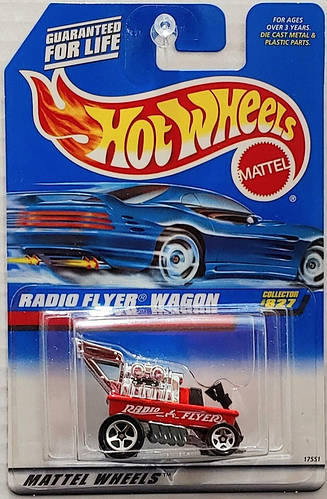 GUARANTEED
FOR LIFE
FOR AGES
OVER 3 YEARS.
DIE CAST METAL &
PLASTIC PARTS.
HOT WHEELS
®
MATTEL
RADIO FLYER® WAGON
COLLECTOR
#827
RADIO FLYER
17551
MATTEL WHEELS™